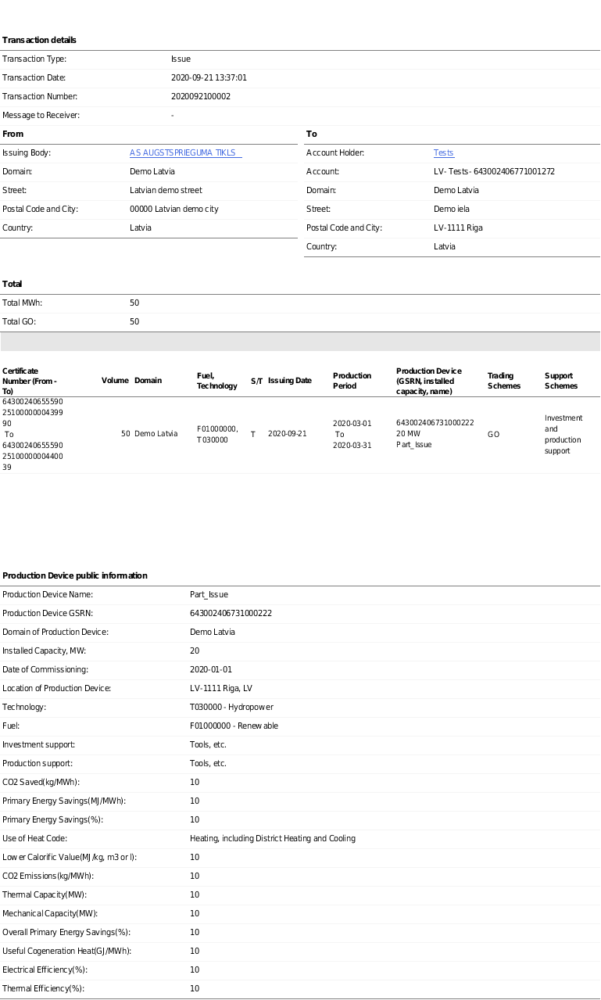 Transaction details
Transaction Type: Issue
Transaction Date: 2020-09-21 13:37:01
Transaction Number: 2020092100002
Message to Receiver: -
From
Issuing Body: AS AUGSTSPRIEGUMA TIKLS
Domain: Demo Latvia
Street: Latvian demo street
Postal Code and City: 00000 Latvian demo city
Country: Latvia
To
Account Holder: Tests
Account: LV- Tests- 643002406771001272
Domain: Demo Latvia
Street: Demo iela
Postal Code and City: LV-1111 Riga
Country: Latvia
Total
Total MWh: 50
Total GO: 50
Certificate
Number (From -
To)
Volume
Domain
Fuel,
Technology
S/T
Issuing Date
Production
Period
Production Device
(GSRN, installed
capacity, name)
Trading
Schemes
Support
Schemes
64300240655590
25100000004399
90
To
64300240655590
25100000004400
39
50
Demo Latvia
F01000000,
T030000
T
2020-09-21
2020-03-01
To
2020-03-31
643002406731000222
20 MW
Part_Issue
GO
Investment
and
production
support
Production Device public information
Production Device Name: Part_Issue
Production Device GSRN: 643002406731000222
Domain of Production Device: Demo Latvia
Installed Capacity, MW: 20
Date of Commissioning: 2020-01-01
Location of Production Device: LV-1111 Riga, LV
Technology: T030000 - Hydropower
Fuel: F01000000 - Renewable
Investment support: Tools, etc.
Production support: Tools, etc.
CO2 Saved(kg/MWh): 10
Primary Energy Savings(MJ/MWh): 10
Primary Energy Savings(%): 10
Use of Heat Code: Heating, including District Heating and Cooling
Lower Calorific Value(MJ/kg, m3 or l): 10
CO2 Emissions(kg/MWh): 10
Thermal Capacity(MW): 10
Mechanical Capacity(MW): 10
Overall Primary Energy Savings(%): 10
Useful Cogeneration Heat(GJ/MWh): 10
Electrical Efficiency(%): 10
Thermal Efficiency(%): 10